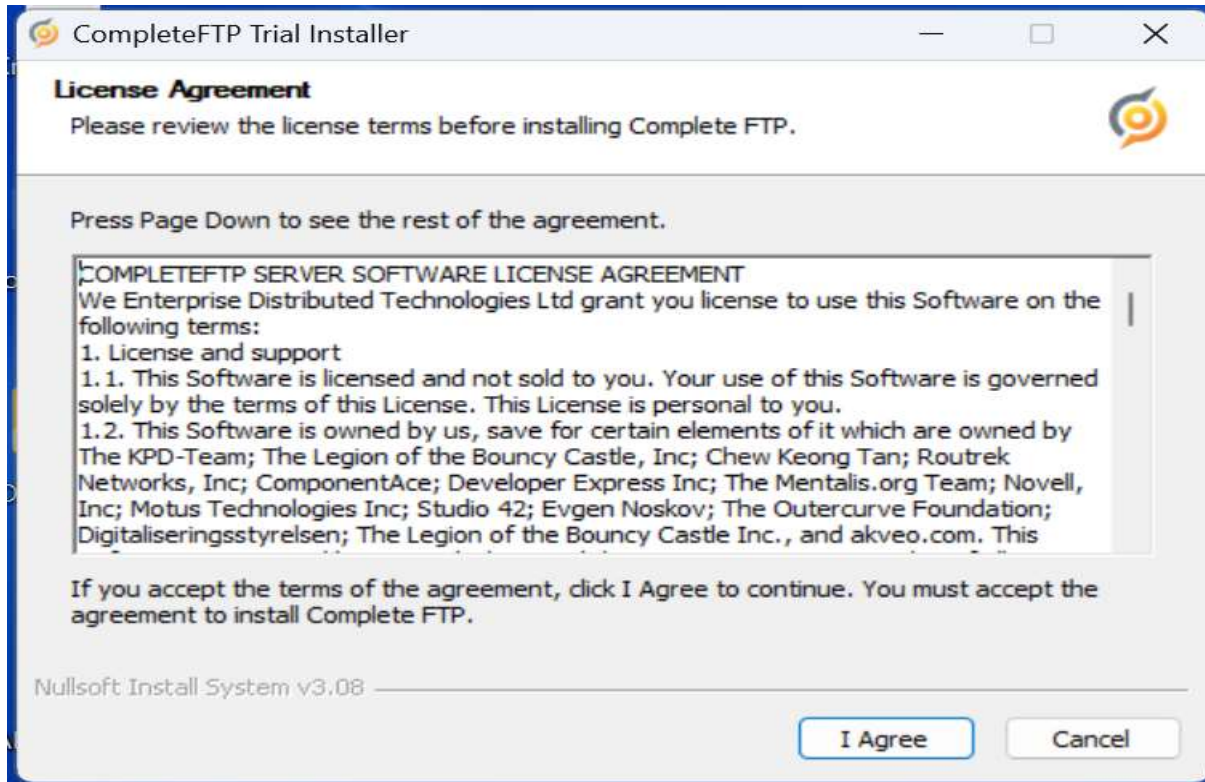 CompleteFTP Trial Installer
License Agreement
Please review the license terms before installing Complete FTP.
Press Page Down to see the rest of the agreement.
COMPLETEFTP SERVER SOFTWARE LICENSE AGREEMENT
We Enterprise Distributed Technologies Ltd grant you license to use this Software on the
following terms:
1. License and support
1.1. This Software is licensed and not sold to you. Your use of this Software is governed
solely by the terms of this License. This License is personal to you.
1.2. This Software is owned by us, save for certain elements of it which are owned by
The KPD-Team; The Legion of the Bouncy Castle, Inc; Chew Keong Tan; Routrek
Networks, Inc; ComponentAce; Developer Express Inc; The Mentalis.org Team; Novell,
Inc; Motus Technologies Inc; Studio 42; Evgen Noskov; The Outercurve Foundation;
Digitaliseringsstyrelsen; The Legion of the Bouncy Castle Inc., and akveo.com. This
If you accept the terms of the agreement, click I Agree to continue. You must accept the
agreement to install Complete FTP.
Nullsoft Install System v3.08
I Agree
Cancel